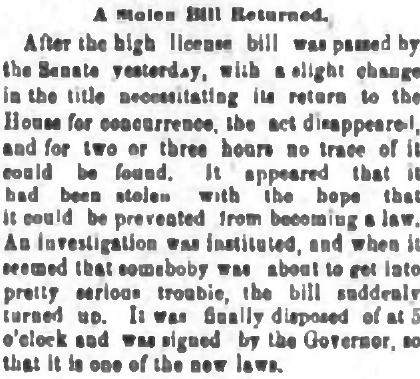 A Stolen Bill Returned.
After the high license bill was passed by
the Senate yesterday, with a slight change
in the title necessitating its return to the
House for concurrence, the act disappeared,
and for two or three hours no trace of it
could be found. It appeared that it
had been stolen with the hope that
it could be prevented from becoming a law.
An investigation was instituted, and when it
seemed that someboby was about to get into
pretty serious trouble, the bill suddenly
turned up. It was finally disposed of at 5
o'clock and was signed by the Governor, so
that it is one of the new laws.